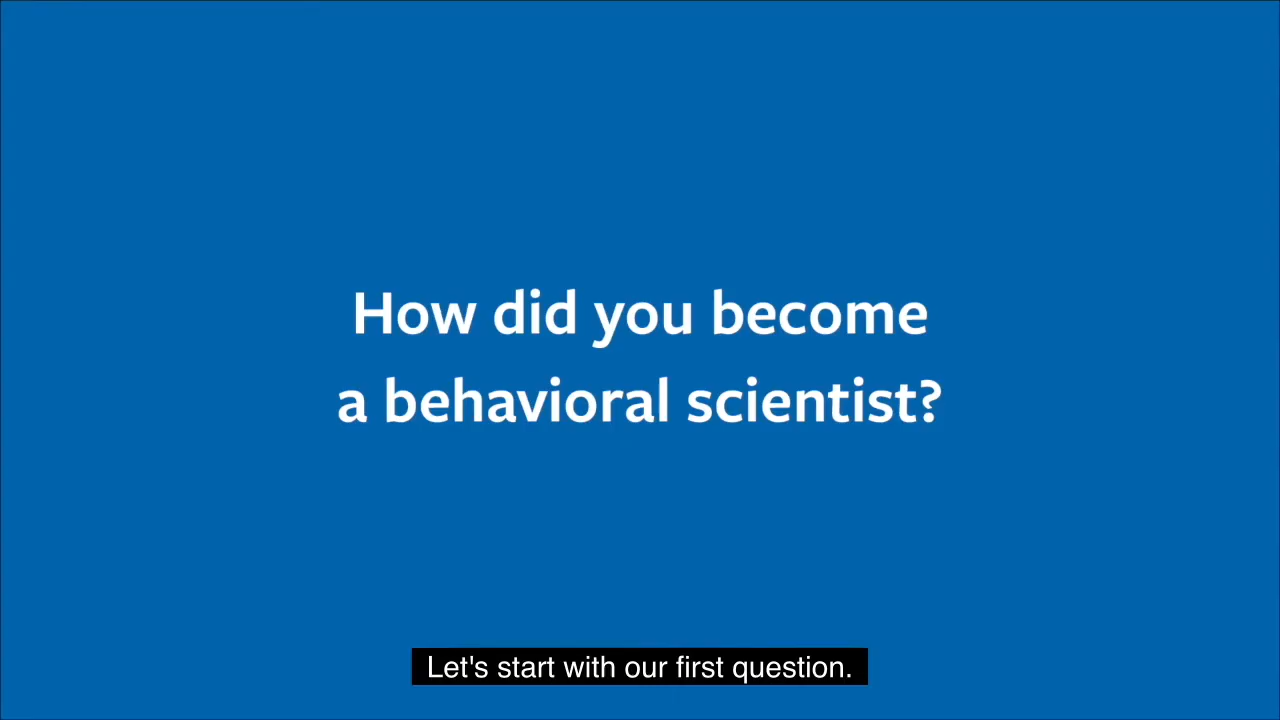 How did you become
a behavioral scientist?
Let's start with our first question.